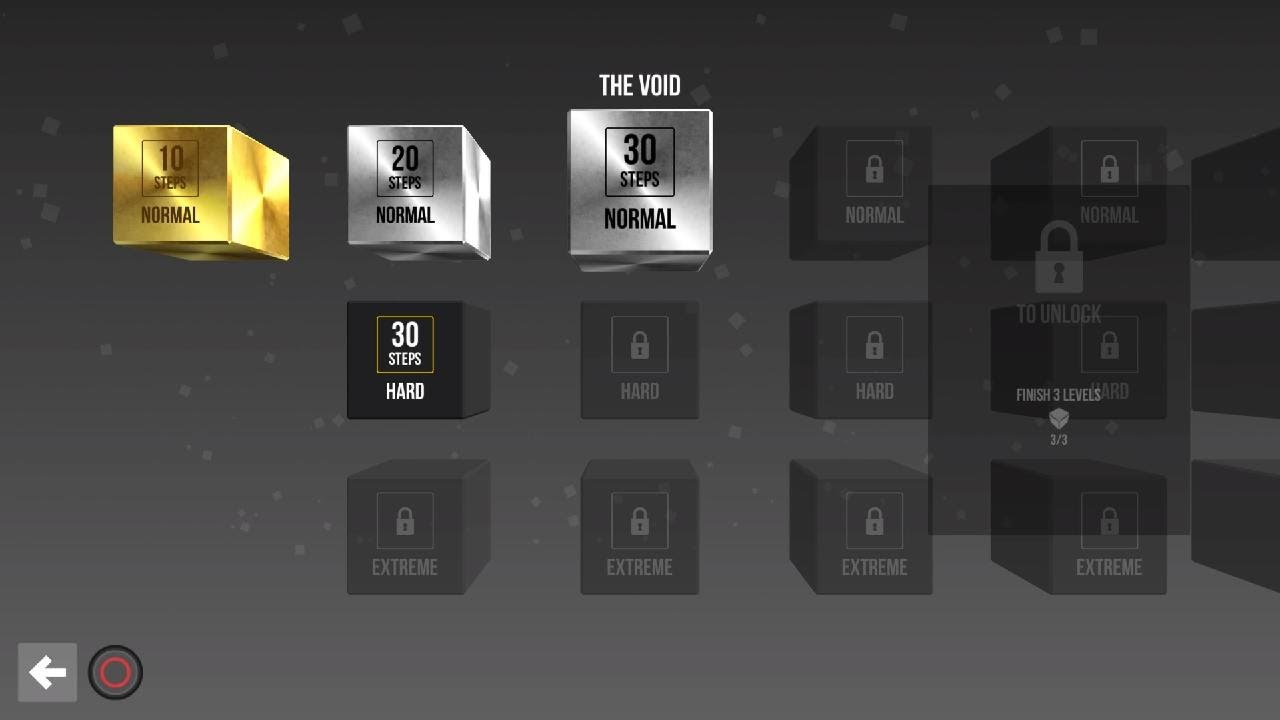 THE VOID
10
STEPS
NORMAL
20
STEPS
NORMAL
30
STEPS
NORMAL
NORMAL
NORMAL
30
STEPS
HARD
HARD
HARD
HARD
TO UNLOCK
FINISH 3 LEVELS
3/3
EXTREME
EXTREME
EXTREME
EXTREME